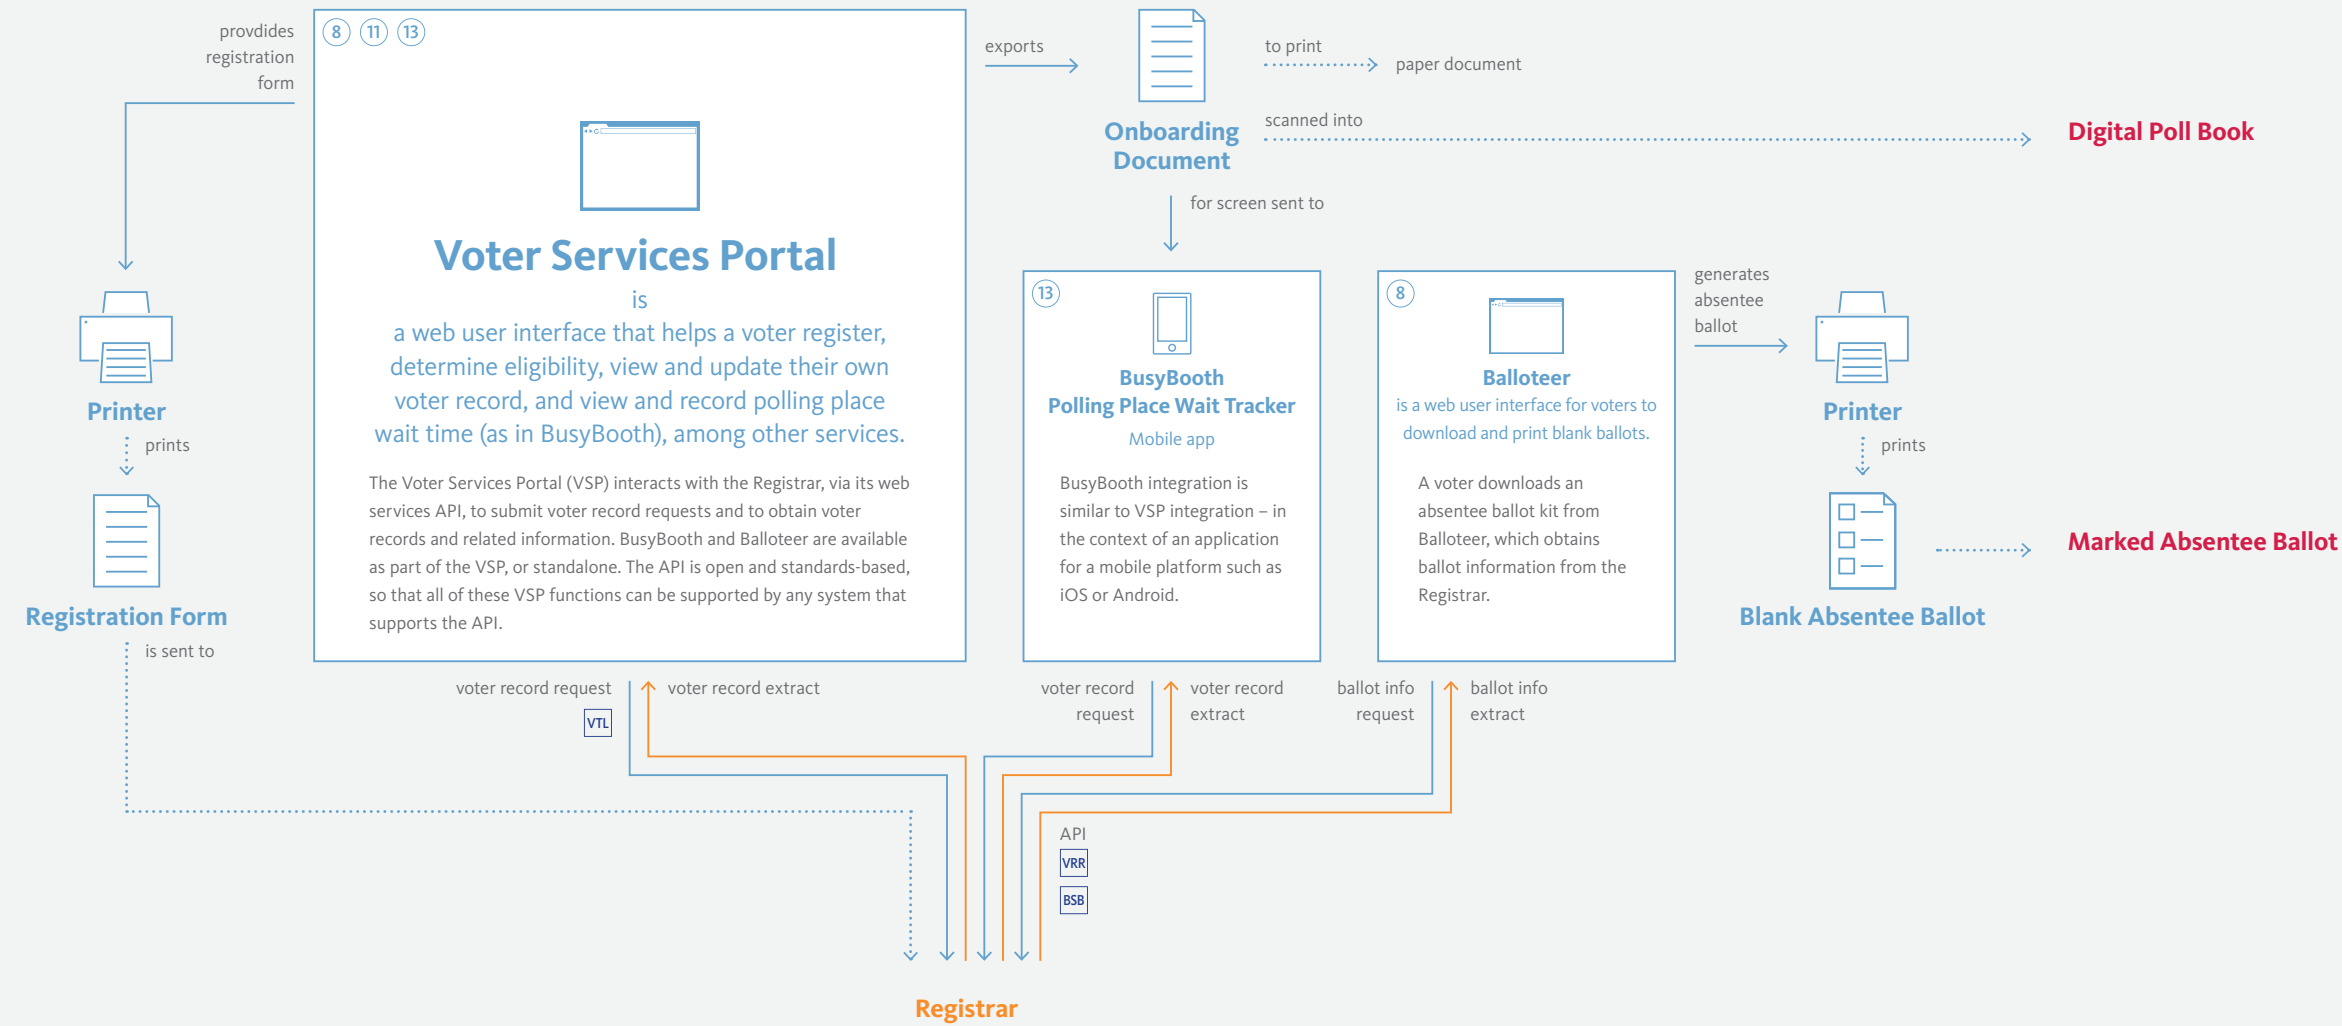 provdides
registration
form
8 11 13
Voter Services Portal
is
a web user interface that helps a voter register,
determine eligibility, view and update their own
voter record, and view and record polling place
wait time (as in BusyBooth), among other services.
The Voter Services Portal (VSP) interacts with the Registrar, via its web
services API, to submit voter record requests and to obtain voter
records and related information. BusyBooth and Balloteer are available
as part of the VSP, or standalone. The API is open and standards-based,
so that all of these VSP functions can be supported by any system that
supports the API.
exports
Onboarding
Document
to print
paper document
scanned into
Digital Poll Book
for screen sent to
13
BusyBooth
Polling Place Wait Tracker
Mobile app
BusyBooth integration is
similar to VSP integration – in
the context of an application
for a mobile platform such as
iOS or Android.
8
Balloteer
is a web user interface for voters to
download and print blank ballots.
A voter downloads an
absentee ballot kit from
Balloteer, which obtains
ballot information from the
Registrar.
generates
absentee
ballot
Printer
prints
Blank Absentee Ballot
Marked Absentee Ballot
Printer
prints
Registration Form
is sent to
voter record request
VTL
voter record extract
voter record
request
voter record
extract
ballot info
request
ballot info
extract
API
VRR
BSB
Registrar